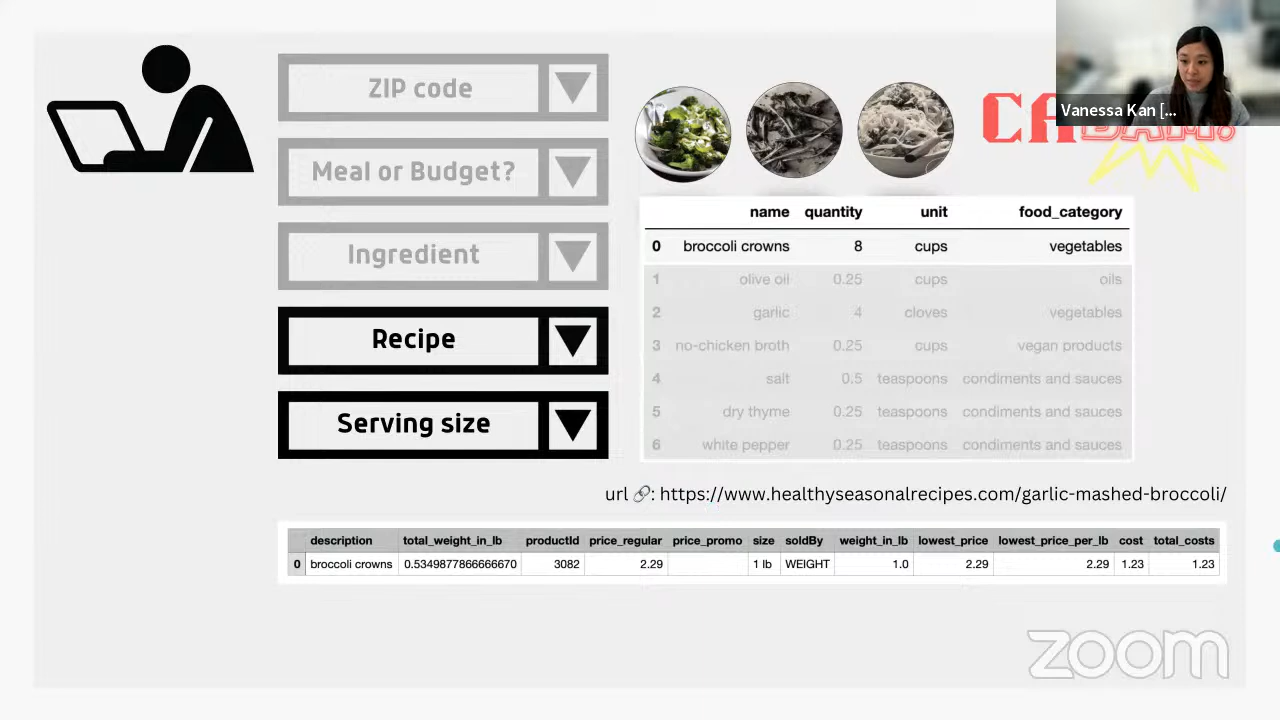 Vanessa Kan [...
ZIP code
Meal or Budget?
Ingredient
Recipe
Serving size
name quantity unit food_category
0 broccoli crowns 8 cups vegetables
1 olive oil 0.25 cups oils
2 garlic 4 cloves vegetables
3 no-chicken broth 0.25 cups vegan products
4 salt 0.5 teaspoons condiments and sauces
5 dry thyme 0.25 teaspoons condiments and sauces
6 white pepper 0.25 teaspoons condiments and sauces
url 🔗: https://www.healthyseasonalrecipes.com/garlic-mashed-broccoli/
description total_weight_in_lb productId price_regular price_promo size soldBy weight_in_lb lowest_price lowest_price_per_lb cost total_costs
0 broccoli crowns 0.5349877866666670 3082 2.29 1 lb WEIGHT 1.0 2.29 2.29 1.23 1.23
zoom